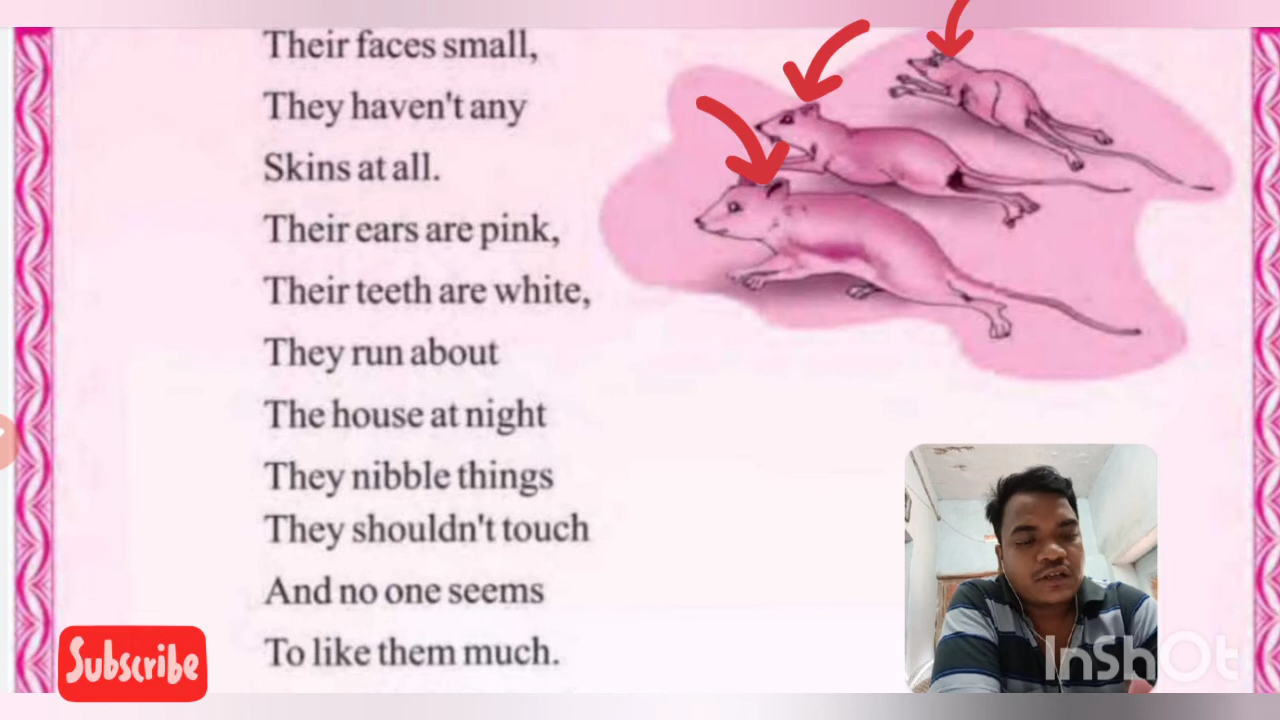 Their faces small,
They haven't any
Skins at all.
Their ears are pink,
Their teeth are white,
They run about
The house at night
They nibble things
They shouldn't touch
And no one seems
To like them much.
Subscribe
InShOt